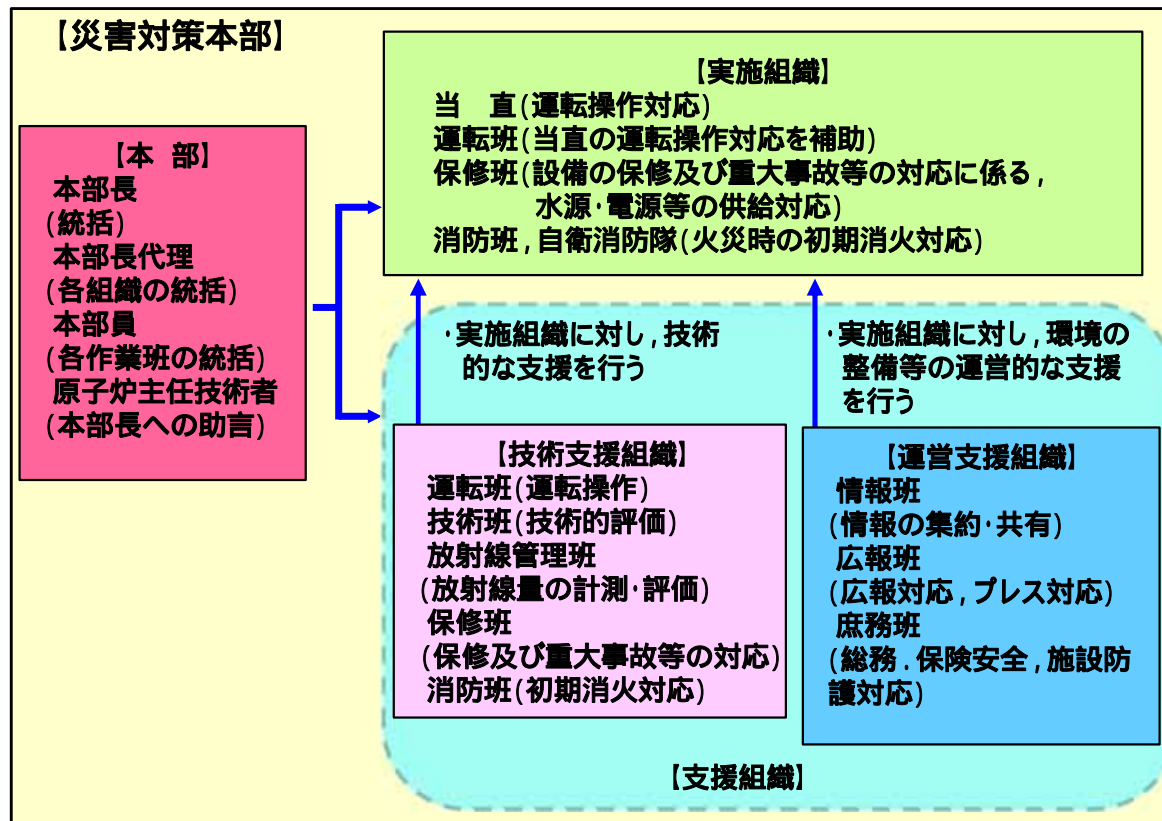 【災害対策本部】
【本 部】
本部長
(統括)
本部長代理
(各組織の統括)
本部員
(各作業班の統括)
原子炉主任技術者
(本部長への助言)
【実施組織】
当 直(運転操作対応)
運転班(当直の運転操作対応を補助)
保修班(設備の保修及び重大事故等の対応に係る,
水源・電源等の供給対応)
消防班,自衛消防隊(火災時の初期消火対応)
・実施組織に対し,技術
的な支援を行う
・実施組織に対し,環境の
整備等の運営的な支援
を行う
【技術支援組織】
運転班(運転操作)
技術班(技術的評価)
放射線管理班
(放射線量の計測・評価)
保修班
(保修及び重大事故等の対応)
消防班(初期消火対応)
【運営支援組織】
情報班
(情報の集約・共有)
広報班
(広報対応,プレス対応)
庶務班
(総務.保険安全,施設防
護対応)
【支援組織】